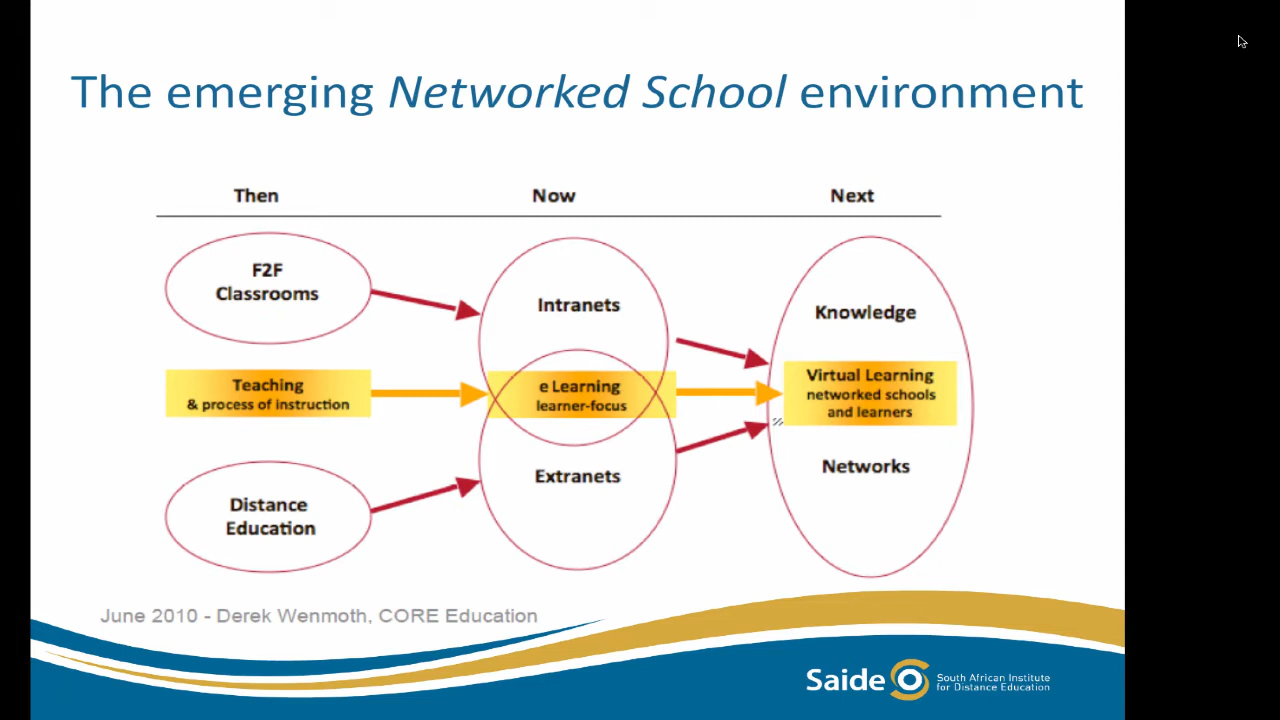 The emerging Networked School environment
Then
Now
Next
F2F
Classrooms
Intranets
Knowledge
Teaching
& process of instruction
e Learning
learner-focus
Virtual Learning
networked schools
and learners
Distance
Education
Extranets
Networks
June 2010 - Derek Wenmoth, CORE Education
Saide
South African Institute
for Distance Education